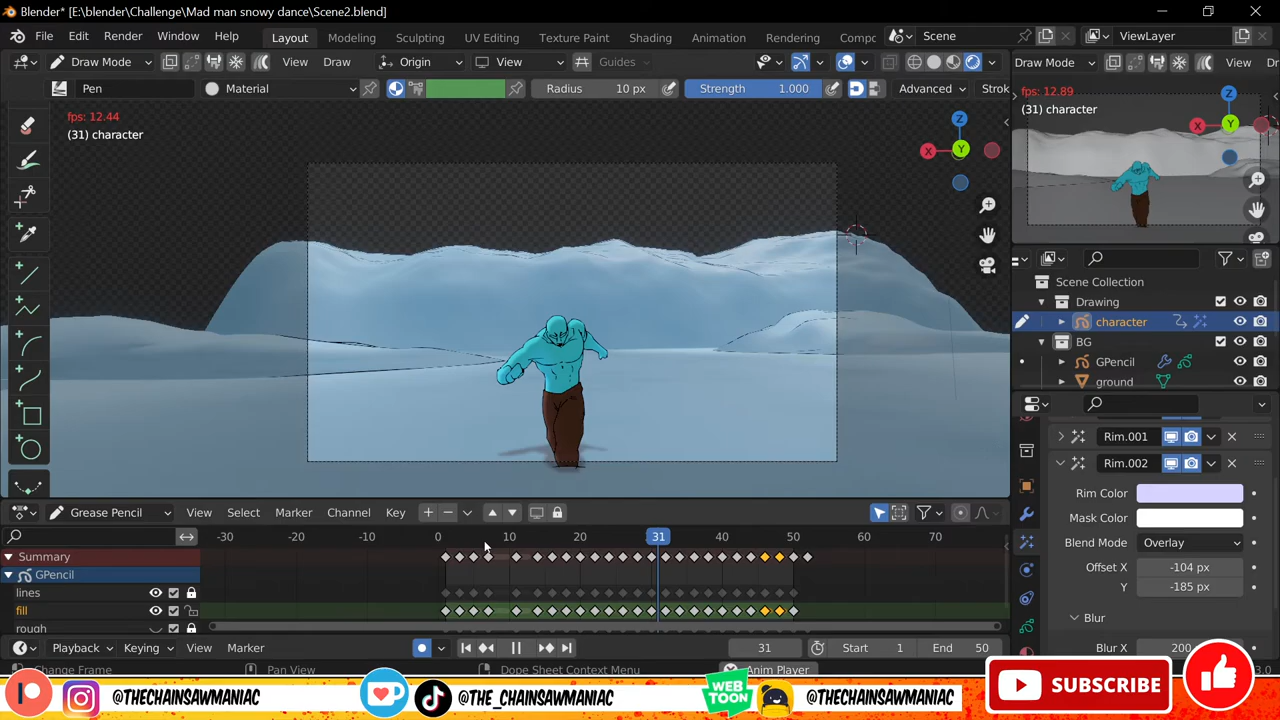 Blender* [E:\blender\Challenge\Mad man snowy dance\Scene2.blend]
File Edit Render Window Help Layout Modeling Sculpting UV Editing Texture Paint Shading Animation Rendering Compo Scene ViewLayer
Draw Mode View Draw Origin View Guides Draw Mode View D
Pen Material Radius 10 px Strength 1.000 Advanced Strok
fps: 12.44
(31) character
Z
Y
X
fps: 12.89
(31) character
Z
Y
X
Scene Collection
Drawing
character
BG
GPencil
ground
Rim.001
Rim.002
Rim Color
Mask Color
Blend Mode Overlay
Offset X -104 px
Y -185 px
Blur
Blur X 200
Grease Pencil View Select Marker Channel Key
-30 -20 -10 0 10 20 31 40 50 60 70
Summary
GPencil
lines
fill
rough
Playback Keying View Marker 31 Start 1 End 50
Change Frame Pan View Dope Sheet Context Menu Anim Player
@THECHAINSAWMANIAC @THE_CHAINSAWMANIAC WEB TOON @THECHAINSAWMANIAC SUBSCRIBE